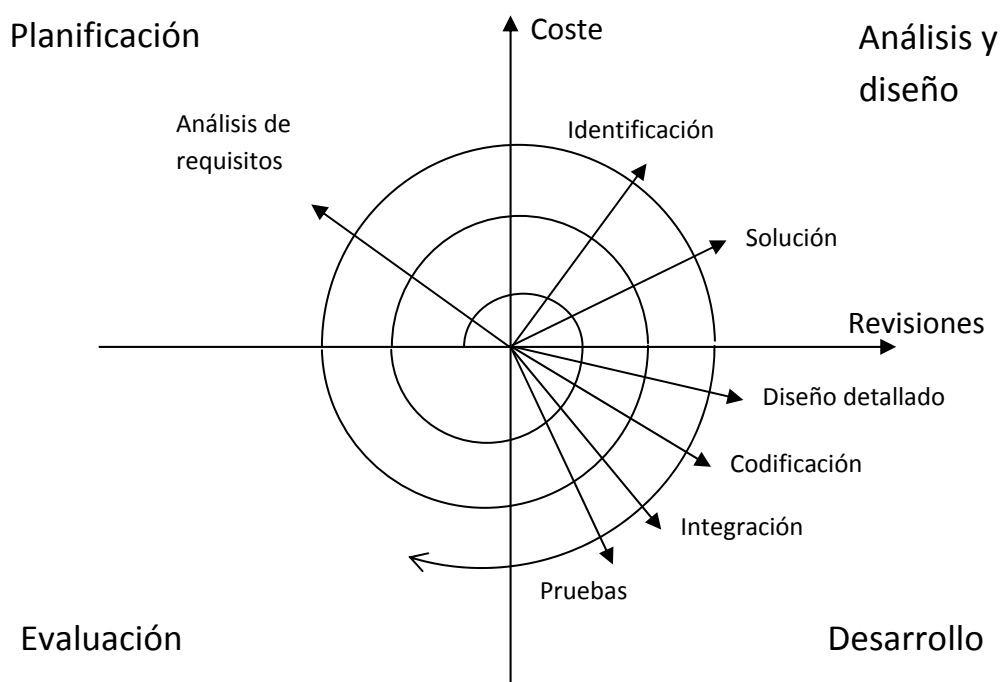 Planificación
Coste
Análisis y
diseño
Análisis de
requisitos
Identificación
Solución
Revisiones
Diseño detallado
Codificación
Integración
Pruebas
Evaluación
Desarrollo